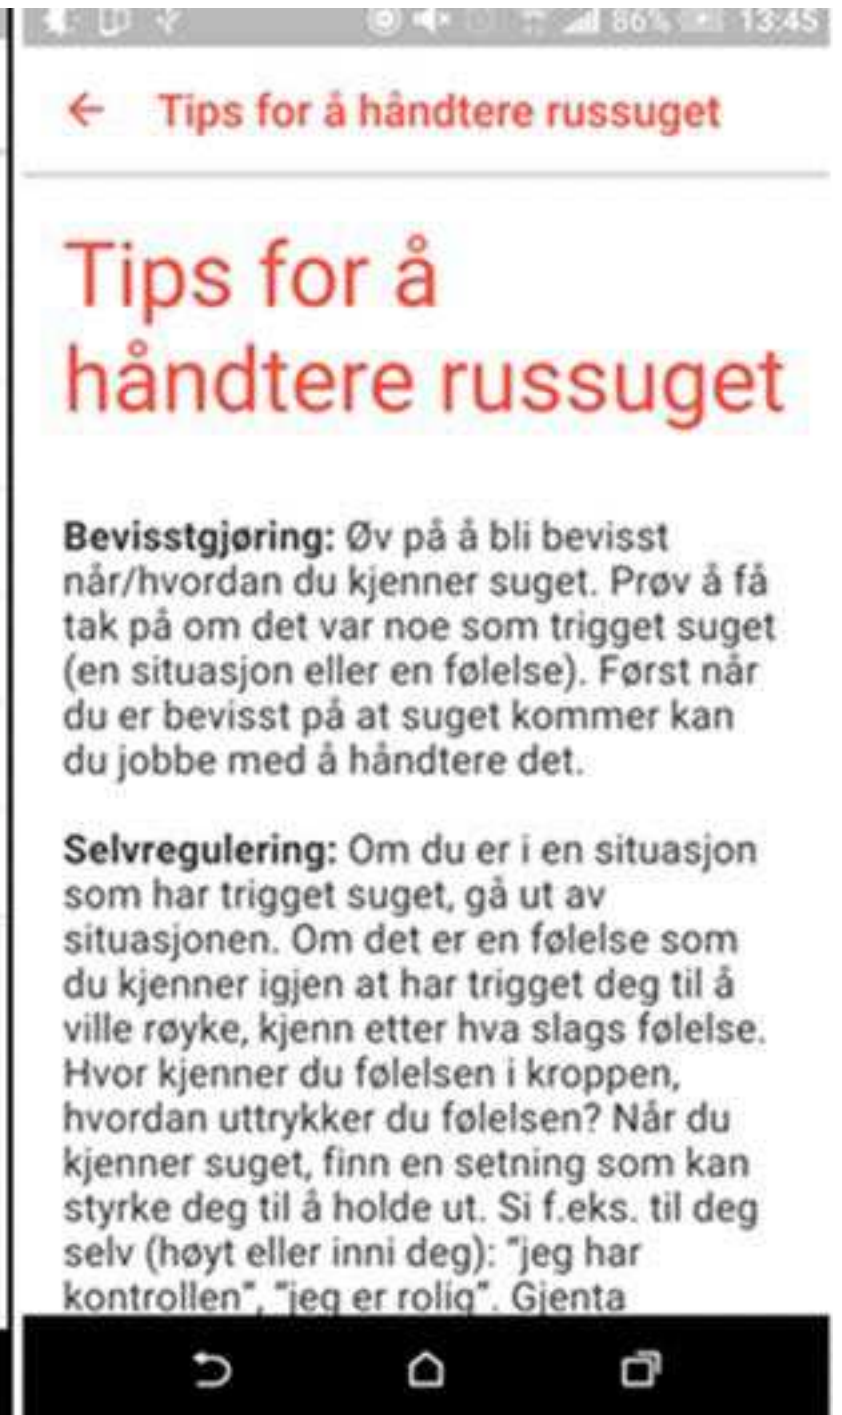 86% 13:45
Tips for å håndtere russuget
Tips for å
håndtere russuget
Bevisstgjøring: Øv på å bli bevisst
når/hvordan du kjenner suget. Prøv å få
tak på om det var noe som trigget suget
(en situasjon eller en følelse). Først når
du er bevisst på at suget kommer kan
du jobbe med å håndtere det.
Selvregulering: Om du er i en situasjon
som har trigget suget, gå ut av
situasjonen. Om det er en følelse som
du kjenner igjen at har trigget deg til å
ville røyke, kjenn etter hva slags følelse.
Hvor kjenner du følelsen i kroppen,
hvordan uttrykker du følelsen? Når du
kjenner suget, finn en setning som kan
styrke deg til å holde ut. Si f.eks. til deg
selv (høyt eller inni deg): "jeg har
kontrollen", "jeg er rolig". Gjenta